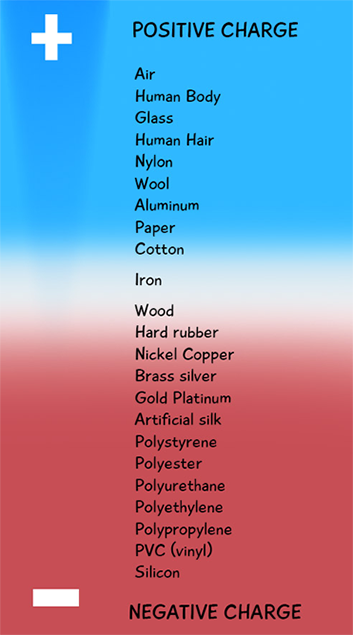 POSITIVE CHARGE
Air
Human Body
Glass
Human Hair
Nylon
Wool
Aluminum
Paper
Cotton
Iron
Wood
Hard rubber
Nickel Copper
Brass silver
Gold Platinum
Artificial silk
Polystyrene
Polyester
Polyurethane
Polyethylene
Polypropylene
PVC (vinyl)
Silicon
NEGATIVE CHARGE